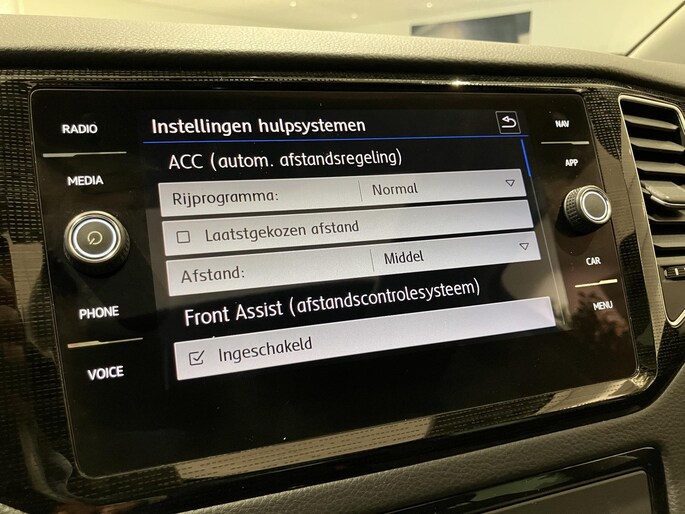 RADIO
MEDIA
PHONE
VOICE
Instellingen hulpsystemen
ACC (autom. afstandsregeling)
Rijprogramma: Normal
Laatstgekozen afstand
Afstand: Middel
Front Assist (afstandscontrolesysteem)
Ingeschakeld
NAV
APP
CAR
MENU